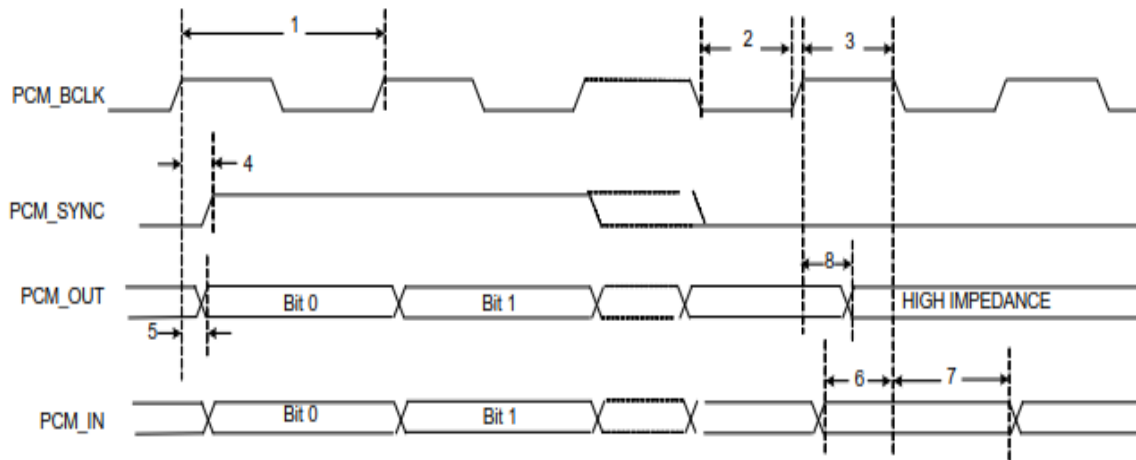 1
2
3
PCM_BCLK
4
PCM_SYNC
8
PCM_OUT
Bit 0
Bit 1
HIGH IMPEDANCE
5
6
7
PCM_IN
Bit 0
Bit 1